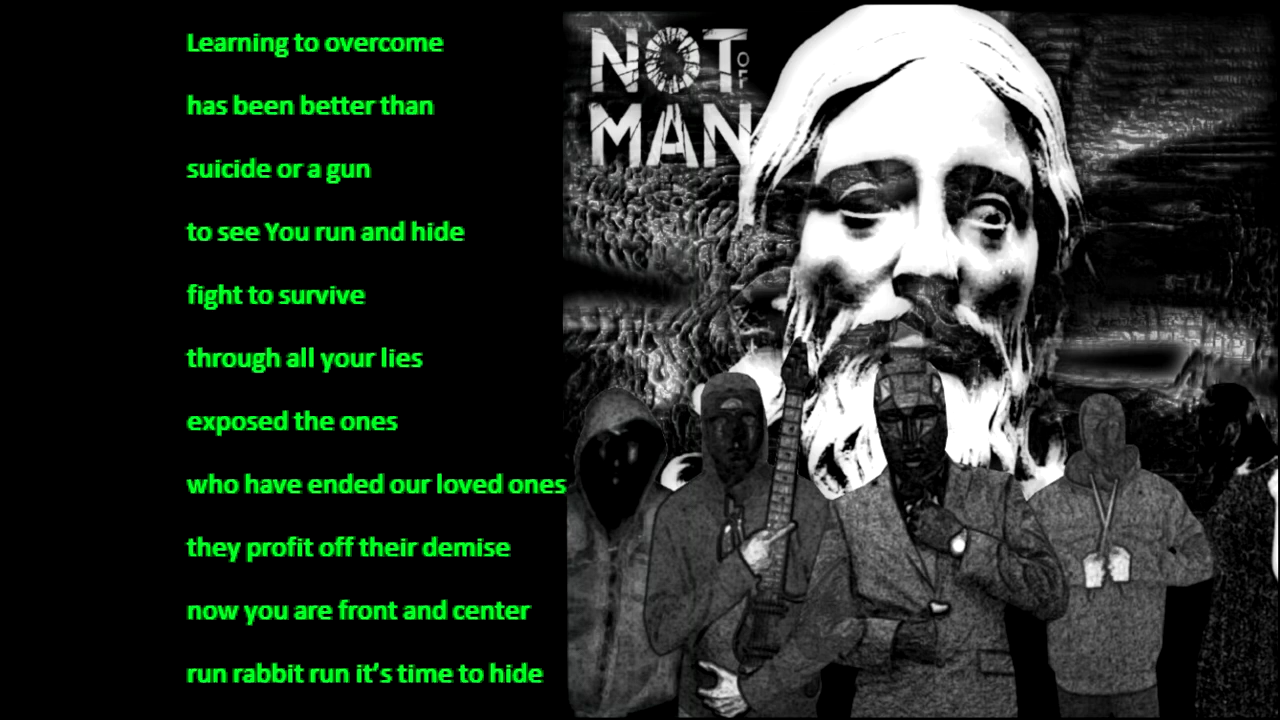 Learning to overcome
has been better than
suicide or a gun
to see You run and hide
fight to survive
through all your lies
exposed the ones
who have ended our loved ones
they profit off their demise
now you are front and center
run rabbit run it's time to hide
NOT OF
MAN